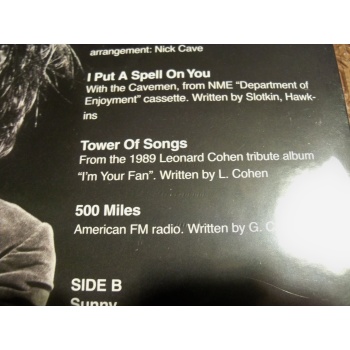 arrangement: Nick Cave
I Put A Spell On You
With the Cavemen, from NME “Department of
Enjoyment” cassette. Written by Slotkin, Hawk-
ins
Tower Of Songs
From the 1989 Leonard Cohen tribute album
“I'm Your Fan”. Written by L. Cohen
500 Miles
American FM radio. Written by G.
SIDE B
Sunny